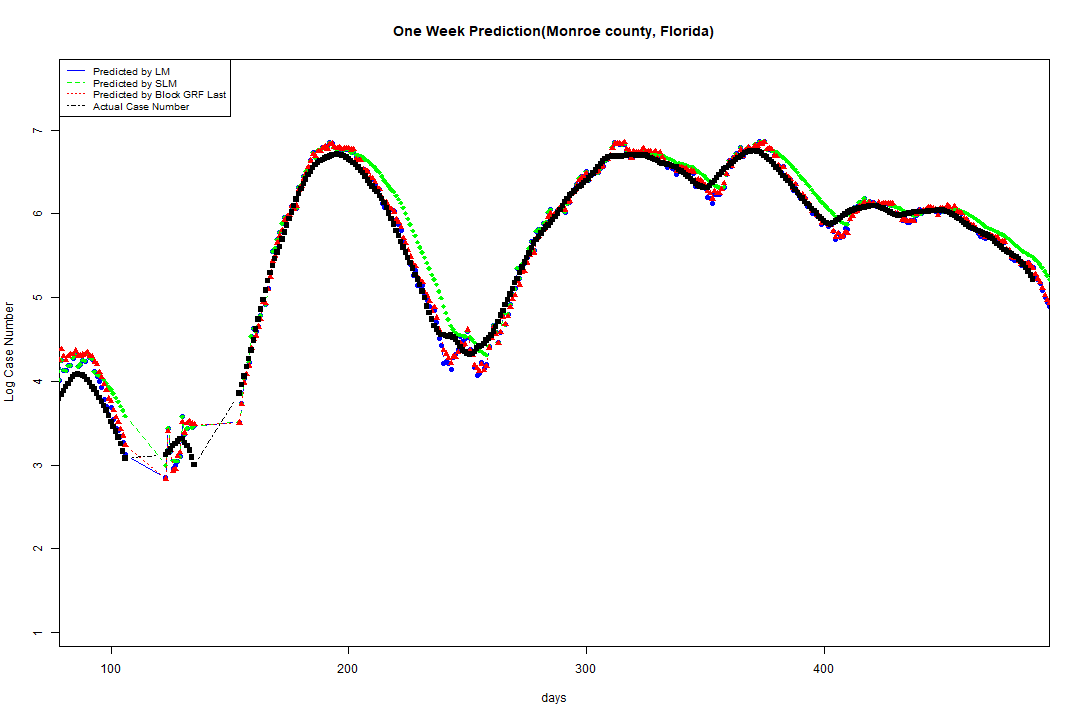 One Week Prediction(Monroe county, Florida)
Predicted by LM
Predicted by SLM
Predicted by Block GRF Last
Actual Case Number
7
6
5
4
3
2
1
Log Case Number
100 200 300 400
days